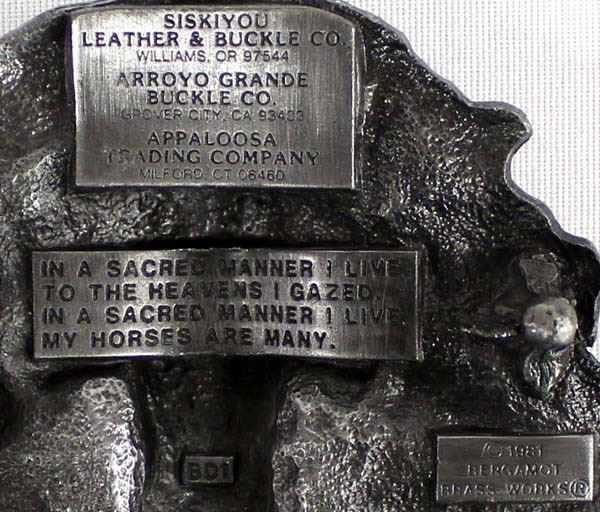 SISKIYOU
LEATHER & BUCKLE CO.
WILLIAMS, OR 97544
ARROYO GRANDE
BUCKLE CO.
GROVER CITY, CA 93433
APPALOOSA
TRADING COMPANY
MILFORD, CT 06460
IN A SACRED MANNER I LIVE
TO THE HEAVENS I GAZED.
IN A SACRED MANNER I LIVE
MY HORSES ARE MANY.
BD1
©1981
BERGAMOT
BRASS WORKS®